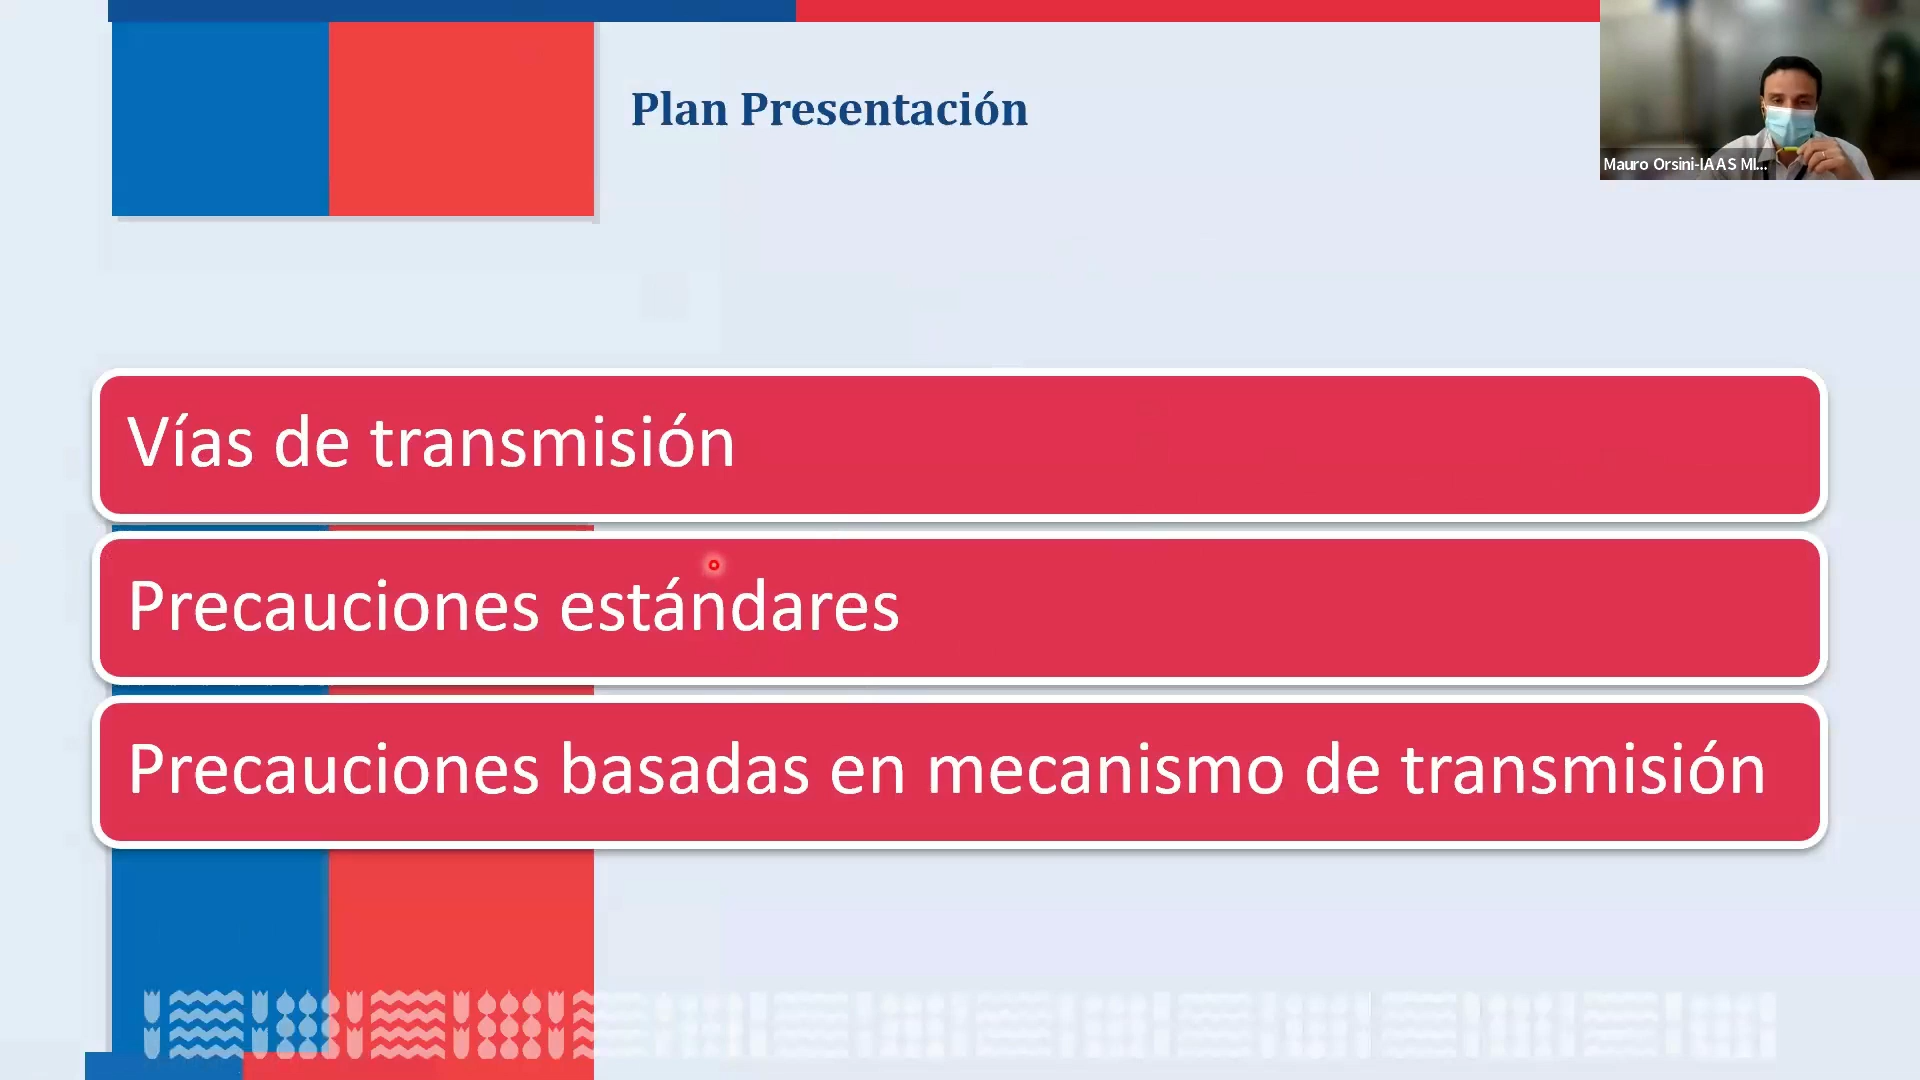 Plan Presentación
Mauro Orsini-IAAS MI...
Vías de transmisión
Precauciones estándares
Precauciones basadas en mecanismo de transmisión